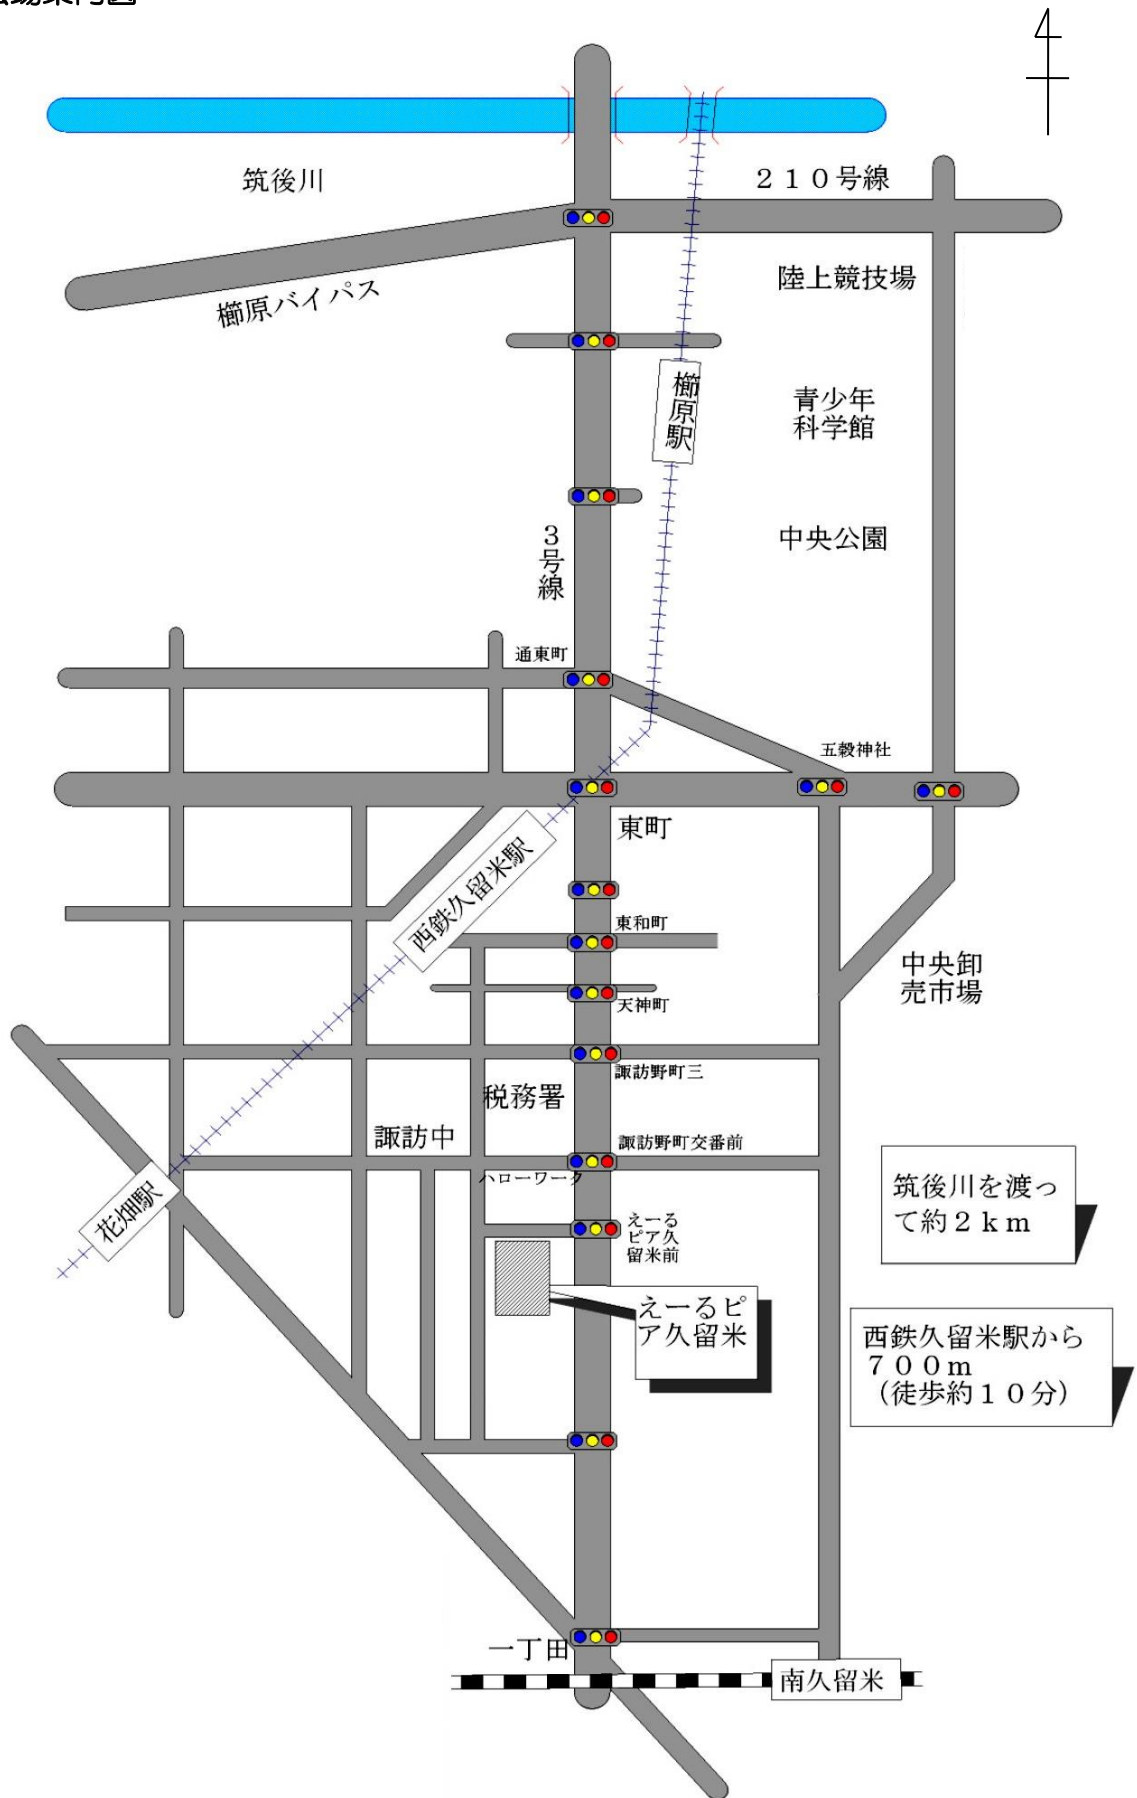 筑後川
２１０号線
櫛原バイパス
陸上競技場
櫛原駅
青少年
科学館
３号線
中央公園
通東町
五穀神社
東町
西鉄久留米駅
東和町
中央卸
売市場
天神町
諏訪野町三
税務署
諏訪中
諏訪野町交番前
ハローワーク
花畑駅
筑後川を渡っ
て約２ｋｍ
えーる
ピア久
留米前
えーるピ
ア久留米
西鉄久留米駅から
７００ｍ
（徒歩約１０分）
一丁田
南久留米